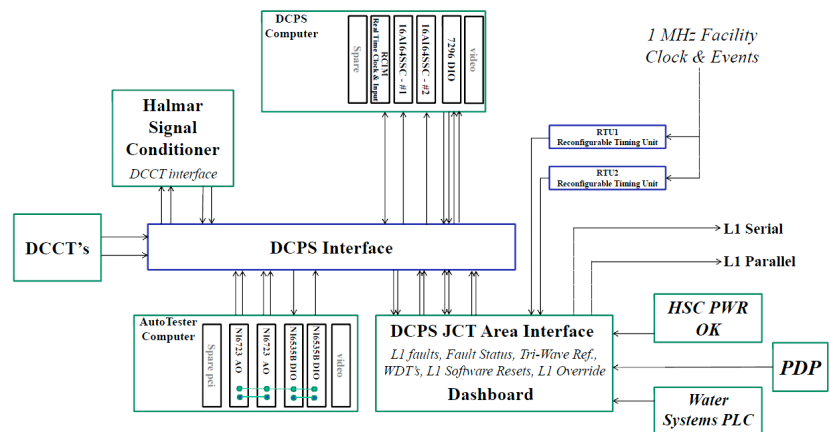 DCPS
Computer
Spare
RCIM
Real Time Clock & Input
16AI64SSC - #1
16AI64SSC - #2
7296 DIO
video
1 MHz Facility
Clock & Events
Halmar
Signal
Conditioner
DCCT interface
RTU1
Reconfigurable Timing Unit
RTU2
Reconfigurable Timing Unit
DCCT's
DCPS Interface
L1 Serial
L1 Parallel
AutoTester
Computer
Spare pci
NI6723 AO
NI6723 AO
NI6535B DIO
NI6535B DIO
video
DCPS JCT Area Interface
L1 faults, Fault Status, Tri-Wave Ref.,
WDT's, L1 Software Resets, L1 Override
Dashboard
HSC PWR
OK
PDP
Water
Systems PLC